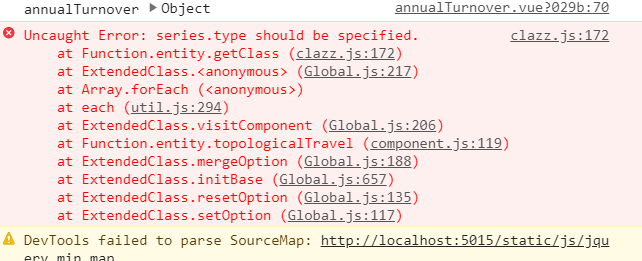 annualTurnover ▶Object annualTurnover.vue?029b:70
Uncaught Error: series.type should be specified. clazz.js:172
at Function.entity.getClass (clazz.js:172)
at ExtendedClass.<anonymous> (Global.js:217)
at Array.forEach (<anonymous>)
at each (util.js:294)
at ExtendedClass.visitComponent (Global.js:206)
at Function.entity.topologicalTravel (component.js:119)
at ExtendedClass.mergeOption (Global.js:188)
at ExtendedClass.initBase (Global.js:657)
at ExtendedClass.resetOption (Global.js:135)
at ExtendedClass.setOption (Global.js:117)
DevTools failed to parse SourceMap: http://localhost:5015/static/js/jqu
ery.min.map